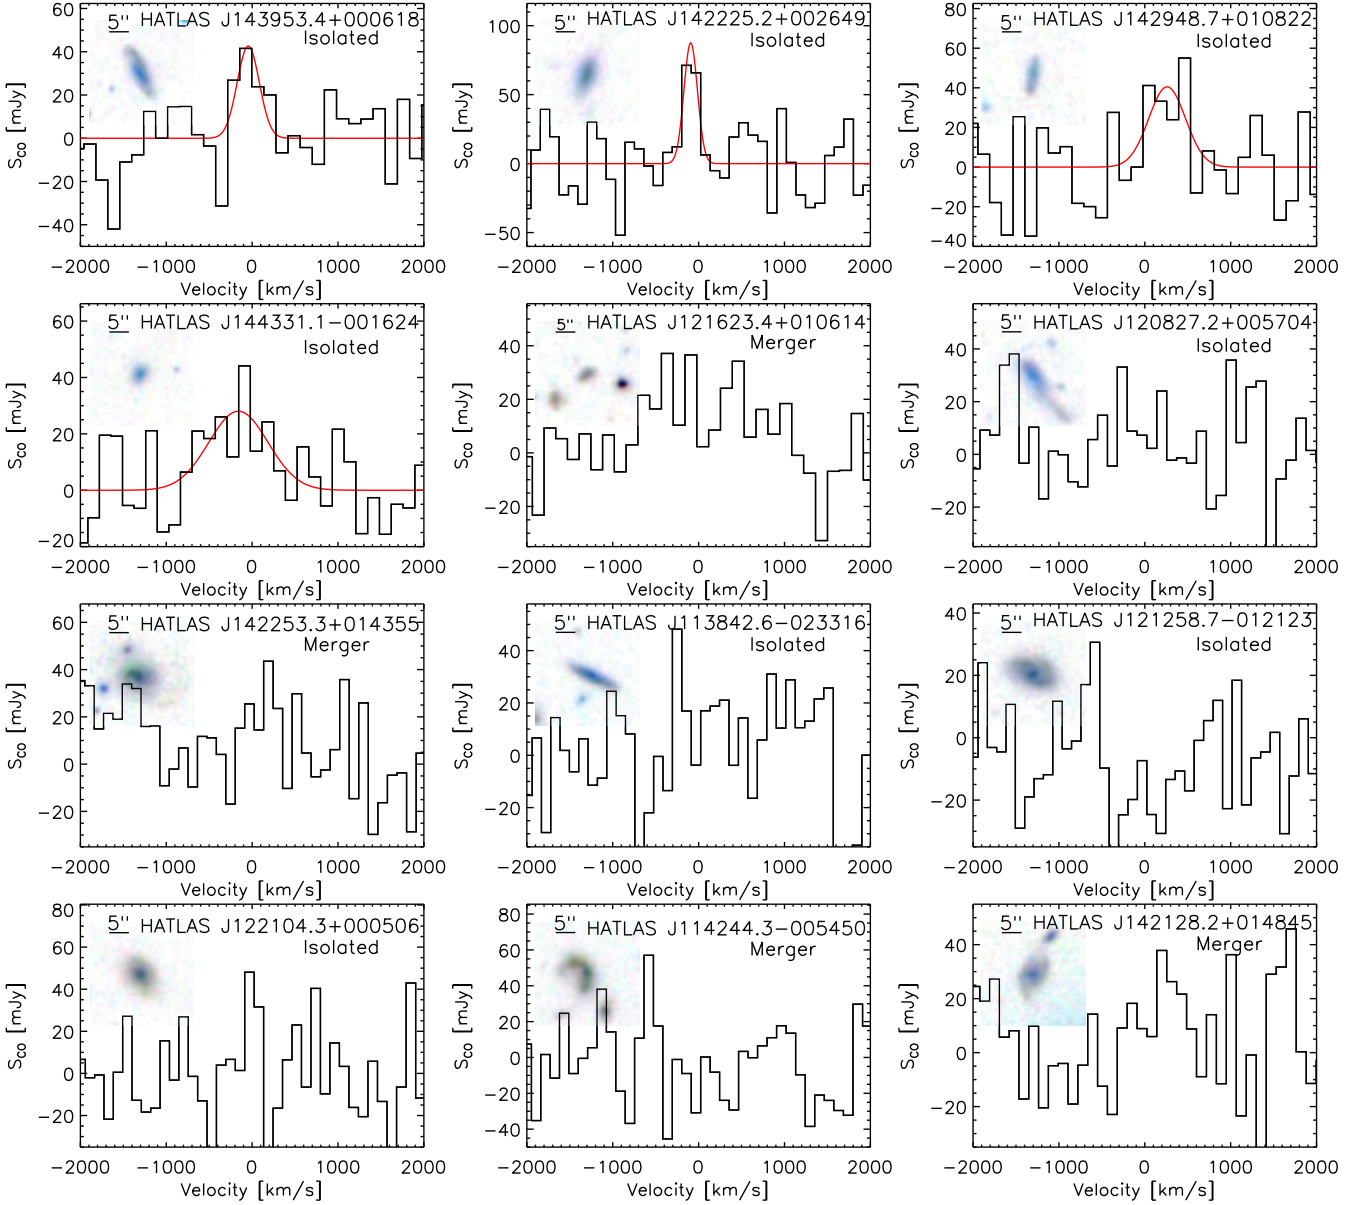 5'' HATLAS J143953.4+000618
Isolated
60
40
20
0
−20
−40
S_CO [mJy]
−2000 −1000 0 1000 2000
Velocity [km/s]
5'' HATLAS J142225.2+002649
Isolated
100
50
0
−50
S_CO [mJy]
−2000 −1000 0 1000 2000
Velocity [km/s]
5'' HATLAS J142948.7+010822
Isolated
80
60
40
20
0
−20
−40
S_CO [mJy]
−2000 −1000 0 1000 2000
Velocity [km/s]
5'' HATLAS J144331.1−001624
Isolated
60
40
20
0
−20
S_CO [mJy]
−2000 −1000 0 1000 2000
Velocity [km/s]
5'' HATLAS J121623.4+010614
Merger
40
20
0
−20
S_CO [mJy]
−2000 −1000 0 1000 2000
Velocity [km/s]
5'' HATLAS J120827.2+005704
Isolated
40
20
0
−20
S_CO [mJy]
−2000 −1000 0 1000 2000
Velocity [km/s]
5'' HATLAS J142253.3+014355
Merger
60
40
20
0
−20
S_CO [mJy]
−2000 −1000 0 1000 2000
Velocity [km/s]
5'' HATLAS J113842.6−023316
Isolated
40
20
0
−20
S_CO [mJy]
−2000 −1000 0 1000 2000
Velocity [km/s]
5'' HATLAS J121258.7−012123
Isolated
40
20
0
−20
S_CO [mJy]
−2000 −1000 0 1000 2000
Velocity [km/s]
5'' HATLAS J122104.3+000506
Isolated
80
60
40
20
0
−20
S_CO [mJy]
−2000 −1000 0 1000 2000
Velocity [km/s]
5'' HATLAS J114244.3−005450
Merger
80
60
40
20
0
−20
−40
S_CO [mJy]
−2000 −1000 0 1000 2000
Velocity [km/s]
5'' HATLAS J142128.2+014845
Merger
40
20
0
−20
S_CO [mJy]
−2000 −1000 0 1000 2000
Velocity [km/s]